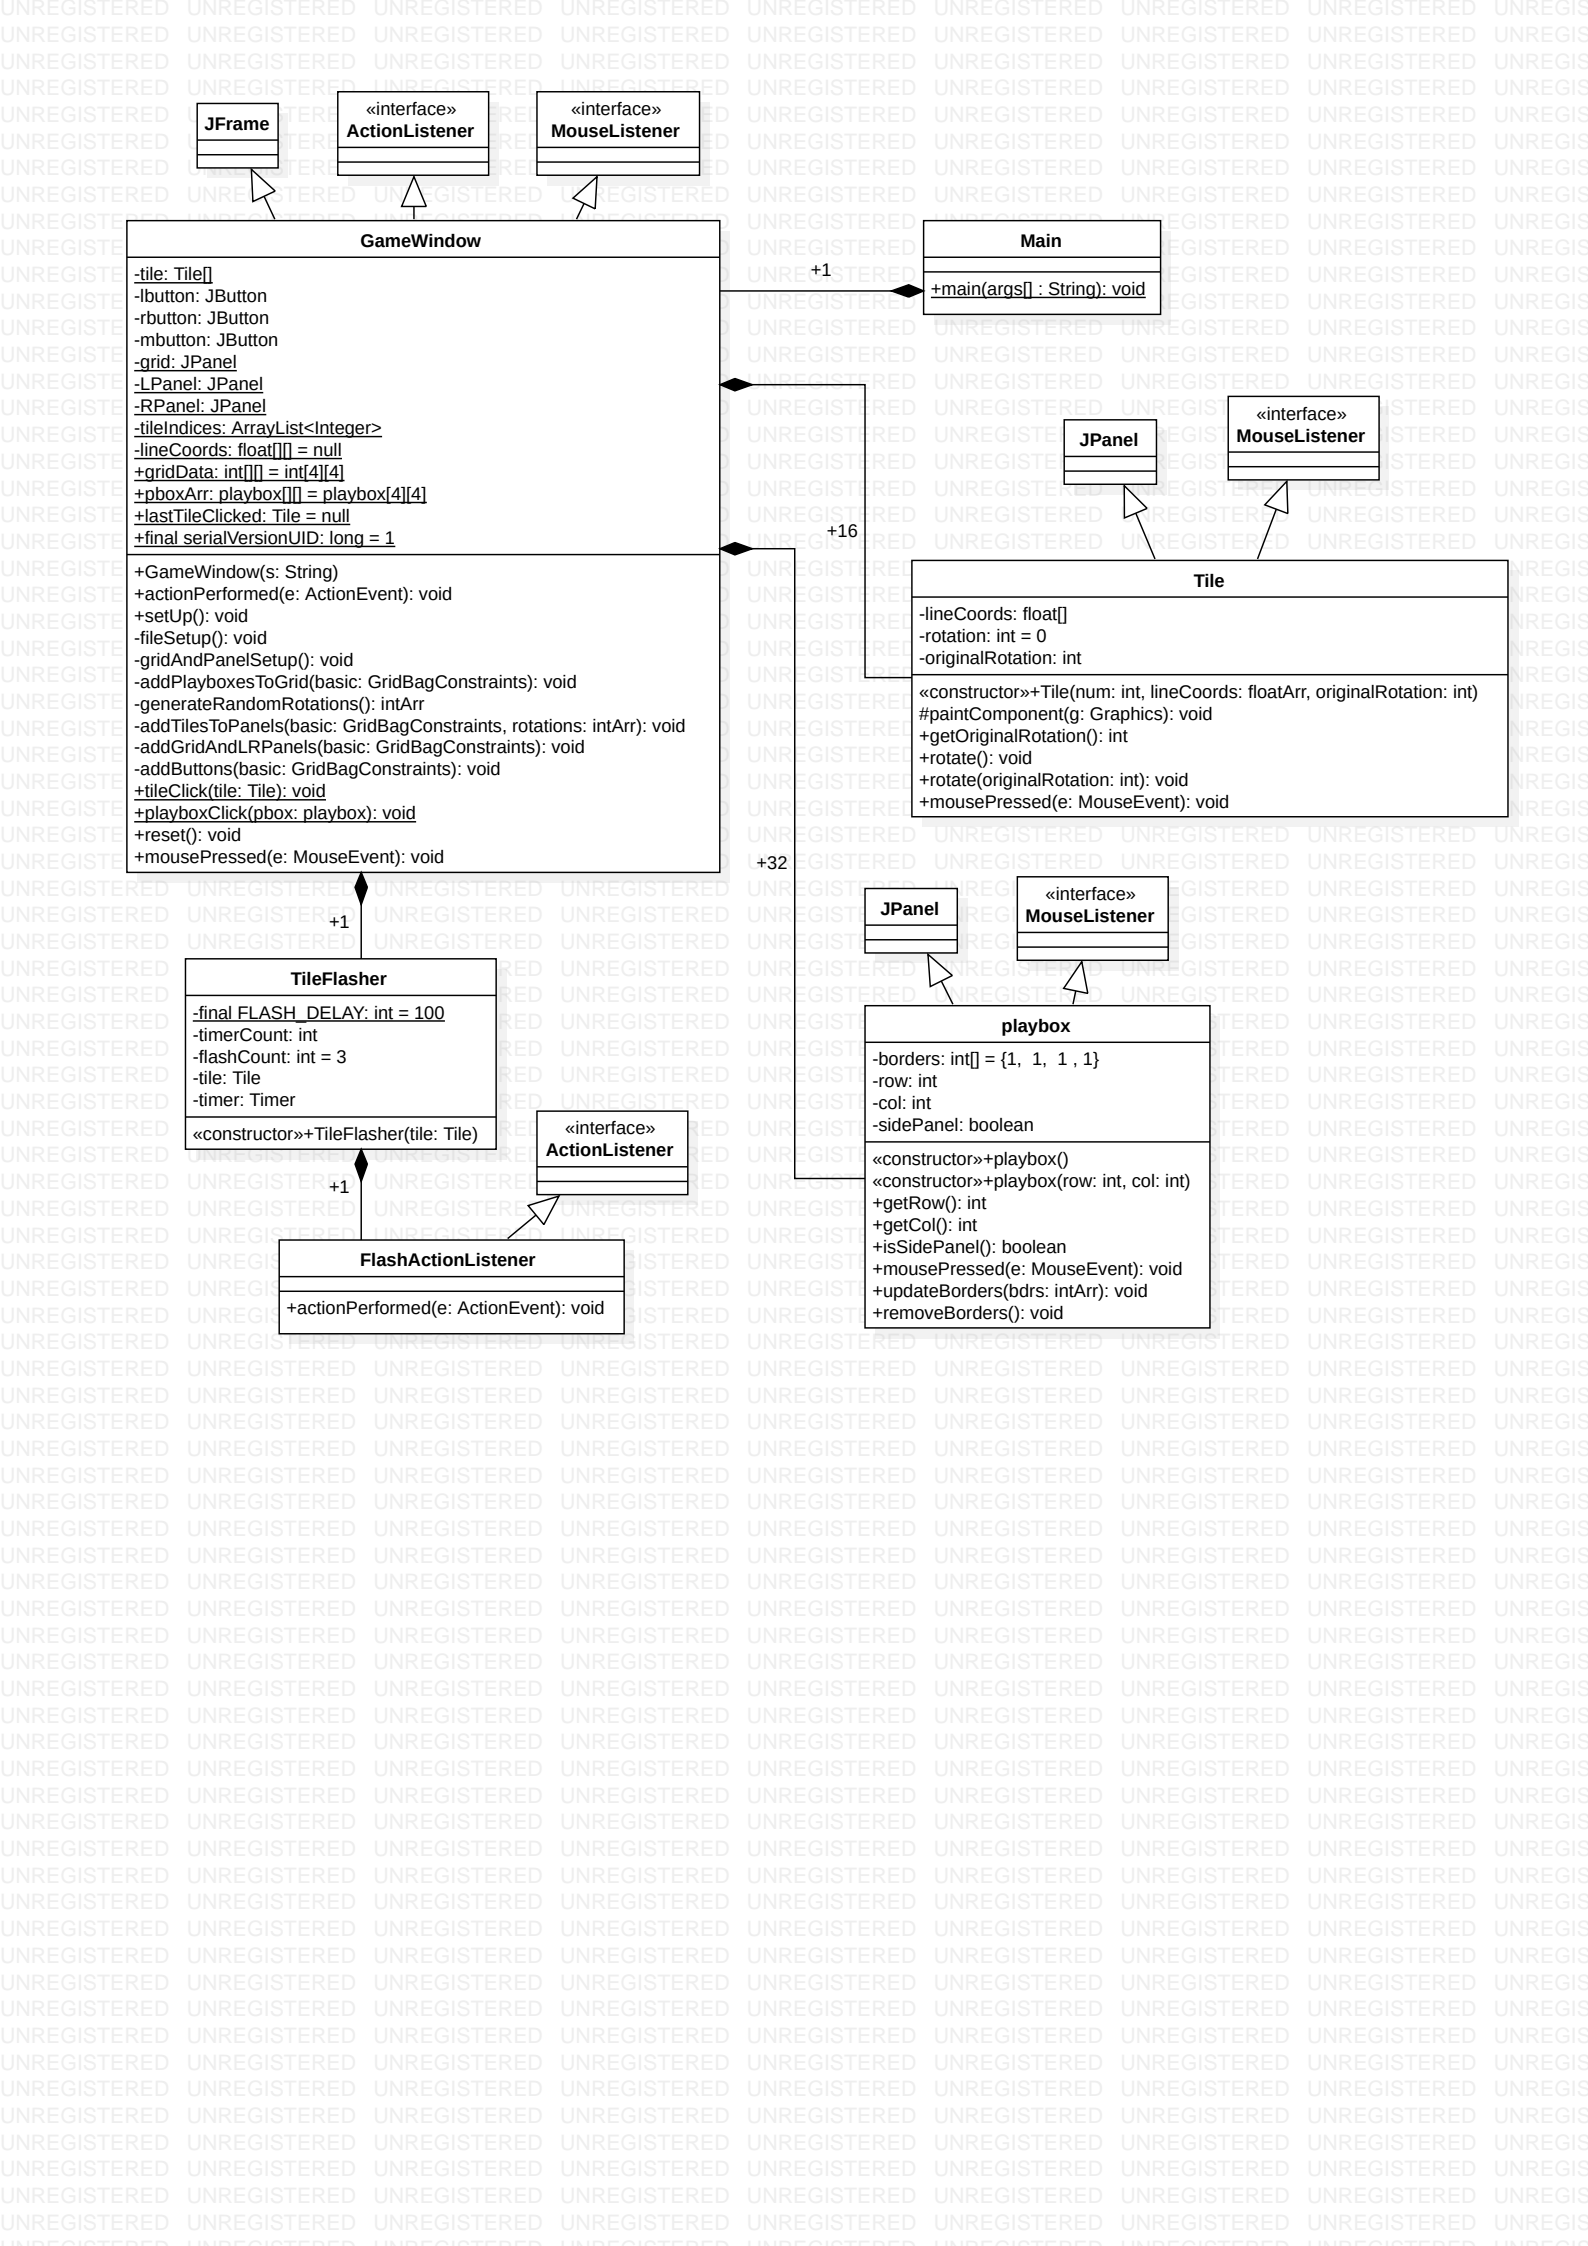 JFrame
«interface»
ActionListener
«interface»
MouseListener
GameWindow
-tile: Tile[]
-lbutton: JButton
-rbutton: JButton
-mbutton: JButton
-grid: JPanel
-LPanel: JPanel
-RPanel: JPanel
-tileIndices: ArrayList<Integer>
-lineCoords: float[][] = null
+gridData: int[][] = int[4][4]
+pboxArr: playbox[][] = playbox[4][4]
+lastTileClicked: Tile = null
+final serialVersionUID: long = 1
+GameWindow(s: String)
+actionPerformed(e: ActionEvent): void
+setUp(): void
-fileSetup(): void
-gridAndPanelSetup(): void
-addPlayboxesToGrid(basic: GridBagConstraints): void
-generateRandomRotations(): intArr
-addTilesToPanels(basic: GridBagConstraints, rotations: intArr): void
-addGridAndLRPanels(basic: GridBagConstraints): void
-addButtons(basic: GridBagConstraints): void
+tileClick(tile: Tile): void
+playboxClick(pbox: playbox): void
+reset(): void
+mousePressed(e: MouseEvent): void
+1
Main
+main(args[] : String): void
+16
JPanel
«interface»
MouseListener
Tile
-lineCoords: float[]
-rotation: int = 0
-originalRotation: int
«constructor»+Tile(num: int, lineCoords: floatArr, originalRotation: int)
#paintComponent(g: Graphics): void
+getOriginalRotation(): int
+rotate(): void
+rotate(originalRotation: int): void
+mousePressed(e: MouseEvent): void
+32
+1
TileFlasher
-final FLASH_DELAY: int = 100
-timerCount: int
-flashCount: int = 3
-tile: Tile
-timer: Timer
«constructor»+TileFlasher(tile: Tile)
+1
«interface»
ActionListener
FlashActionListener
+actionPerformed(e: ActionEvent): void
JPanel
«interface»
MouseListener
playbox
-borders: int[] = {1,  1,  1 , 1}
-row: int
-col: int
-sidePanel: boolean
«constructor»+playbox()
«constructor»+playbox(row: int, col: int)
+getRow(): int
+getCol(): int
+isSidePanel(): boolean
+mousePressed(e: MouseEvent): void
+updateBorders(bdrs: intArr): void
+removeBorders(): void
UNREGISTERED